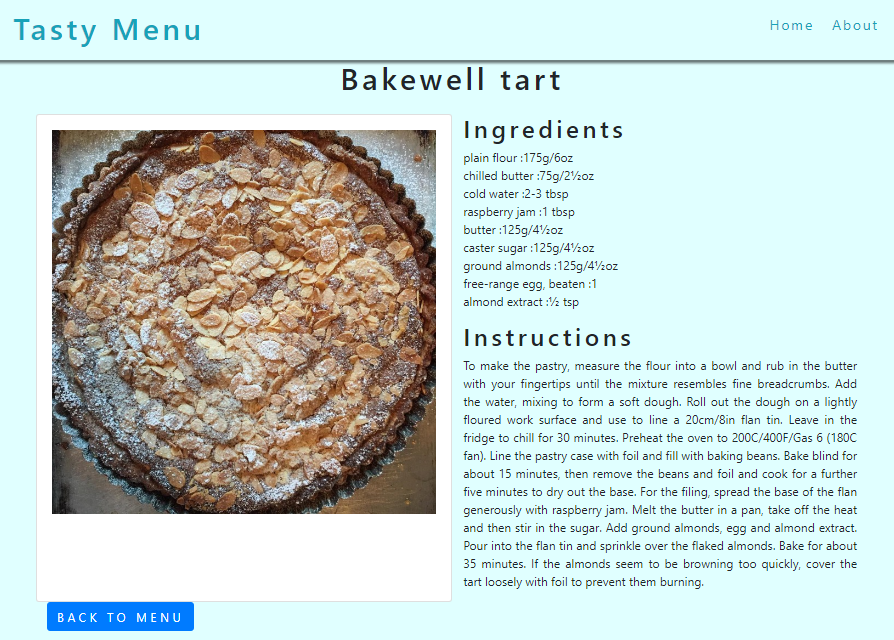 Tasty Menu
Home About
Bakewell tart
Ingredients
plain flour :175g/6oz
chilled butter :75g/2½oz
cold water :2-3 tbsp
raspberry jam :1 tbsp
butter :125g/4½oz
caster sugar :125g/4½oz
ground almonds :125g/4½oz
free-range egg, beaten :1
almond extract :½ tsp
Instructions
To make the pastry, measure the flour into a bowl and rub in the butter
with your fingertips until the mixture resembles fine breadcrumbs. Add
the water, mixing to form a soft dough. Roll out the dough on a lightly
floured work surface and use to line a 20cm/8in flan tin. Leave in the
fridge to chill for 30 minutes. Preheat the oven to 200C/400F/Gas 6 (180C
fan). Line the pastry case with foil and fill with baking beans. Bake blind for
about 15 minutes, then remove the beans and foil and cook for a further
five minutes to dry out the base. For the filing, spread the base of the flan
generously with raspberry jam. Melt the butter in a pan, take off the heat
and then stir in the sugar. Add ground almonds, egg and almond extract.
Pour into the flan tin and sprinkle over the flaked almonds. Bake for about
35 minutes. If the almonds seem to be browning too quickly, cover the
tart loosely with foil to prevent them burning.
BACK TO MENU